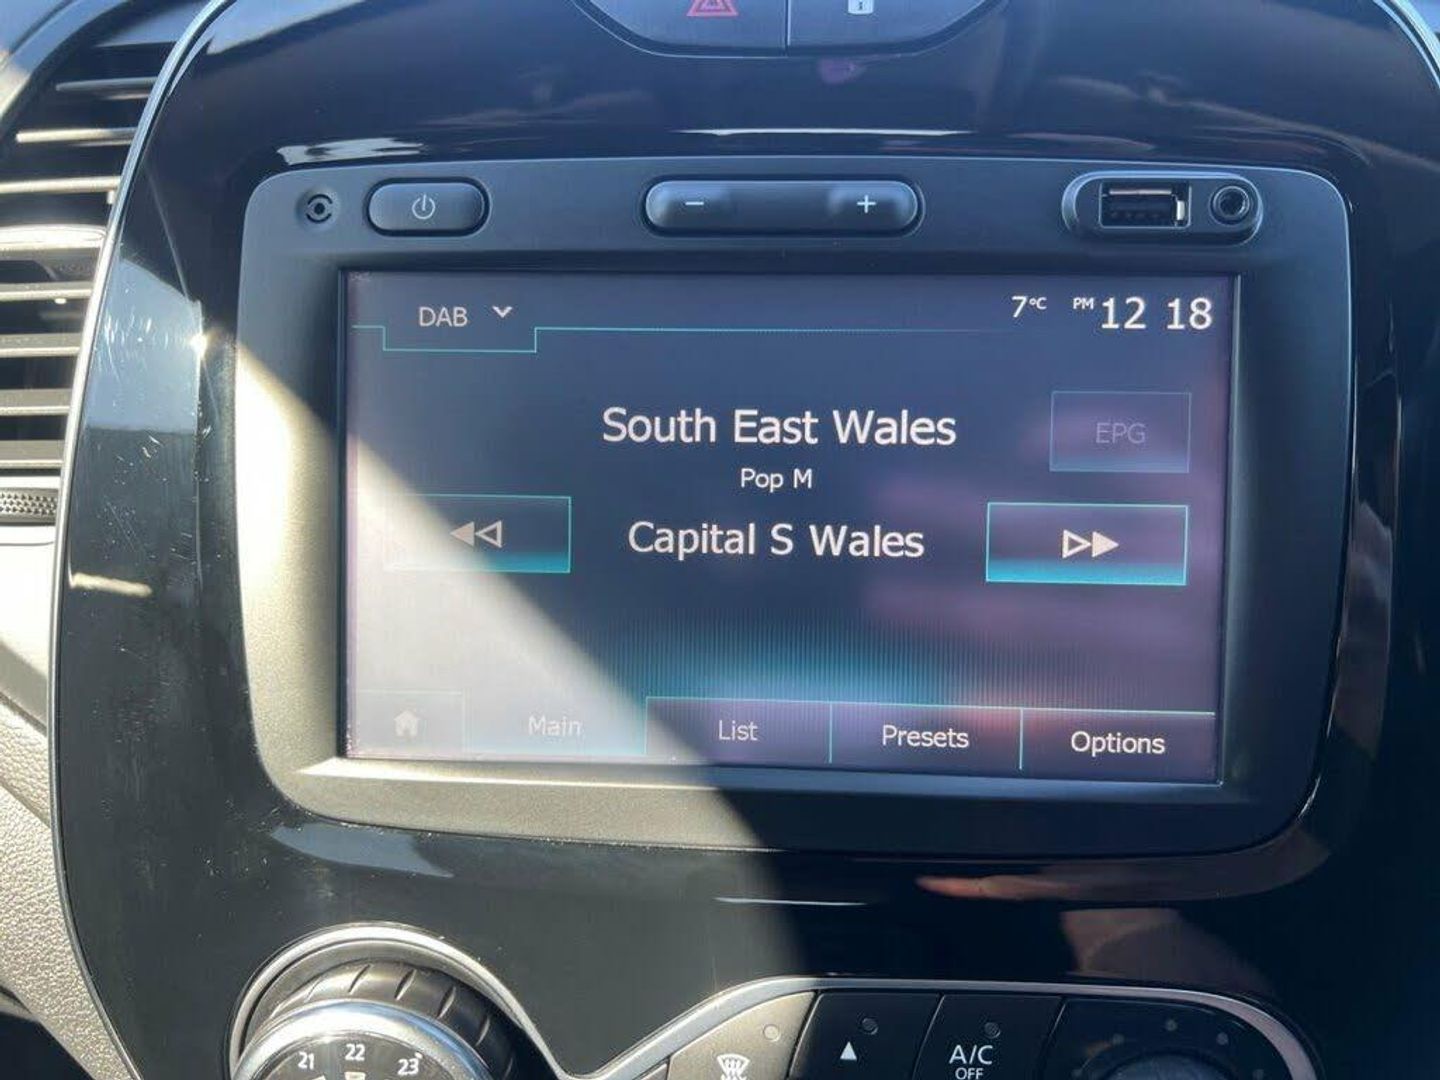 DAB
7°C PM 12 18
South East Wales
EPG
Pop M
Capital S Wales
Main
List
Presets
Options
21 22 23
A/C
OFF